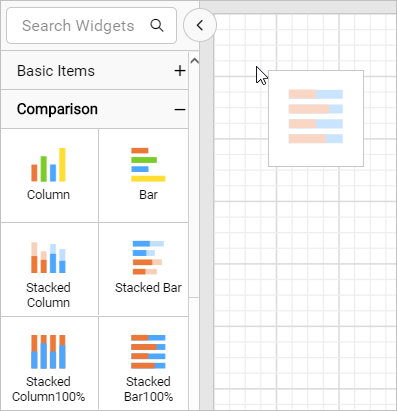 Search Widgets
Basic Items
Comparison
Column
Bar
Stacked
Column
Stacked Bar
Stacked
Column100%
Stacked
Bar100%